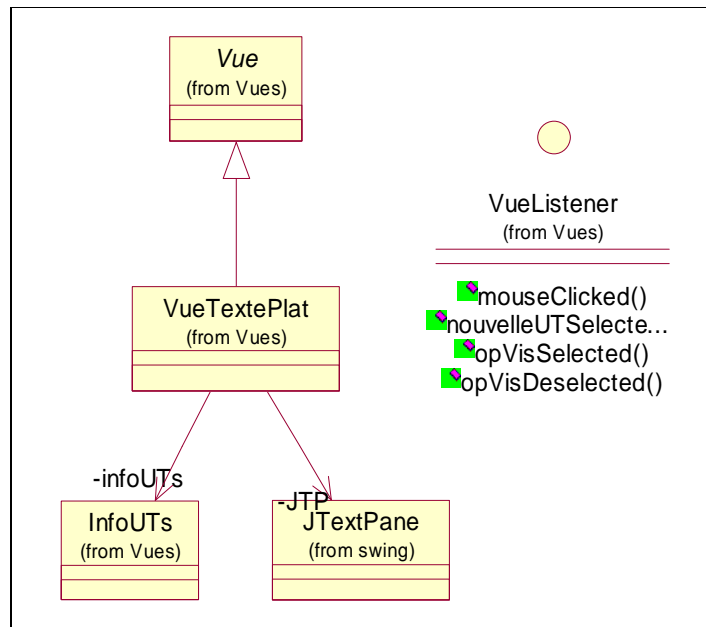 Vue
(from Vues)
VueListener
(from Vues)
mouseClicked()
nouvelleUTSelecte...
opVisSelected()
opVisDeselected()
VueTextePlat
(from Vues)
-infoUTs
-JTP
InfoUTs
(from Vues)
JTextPane
(from swing)